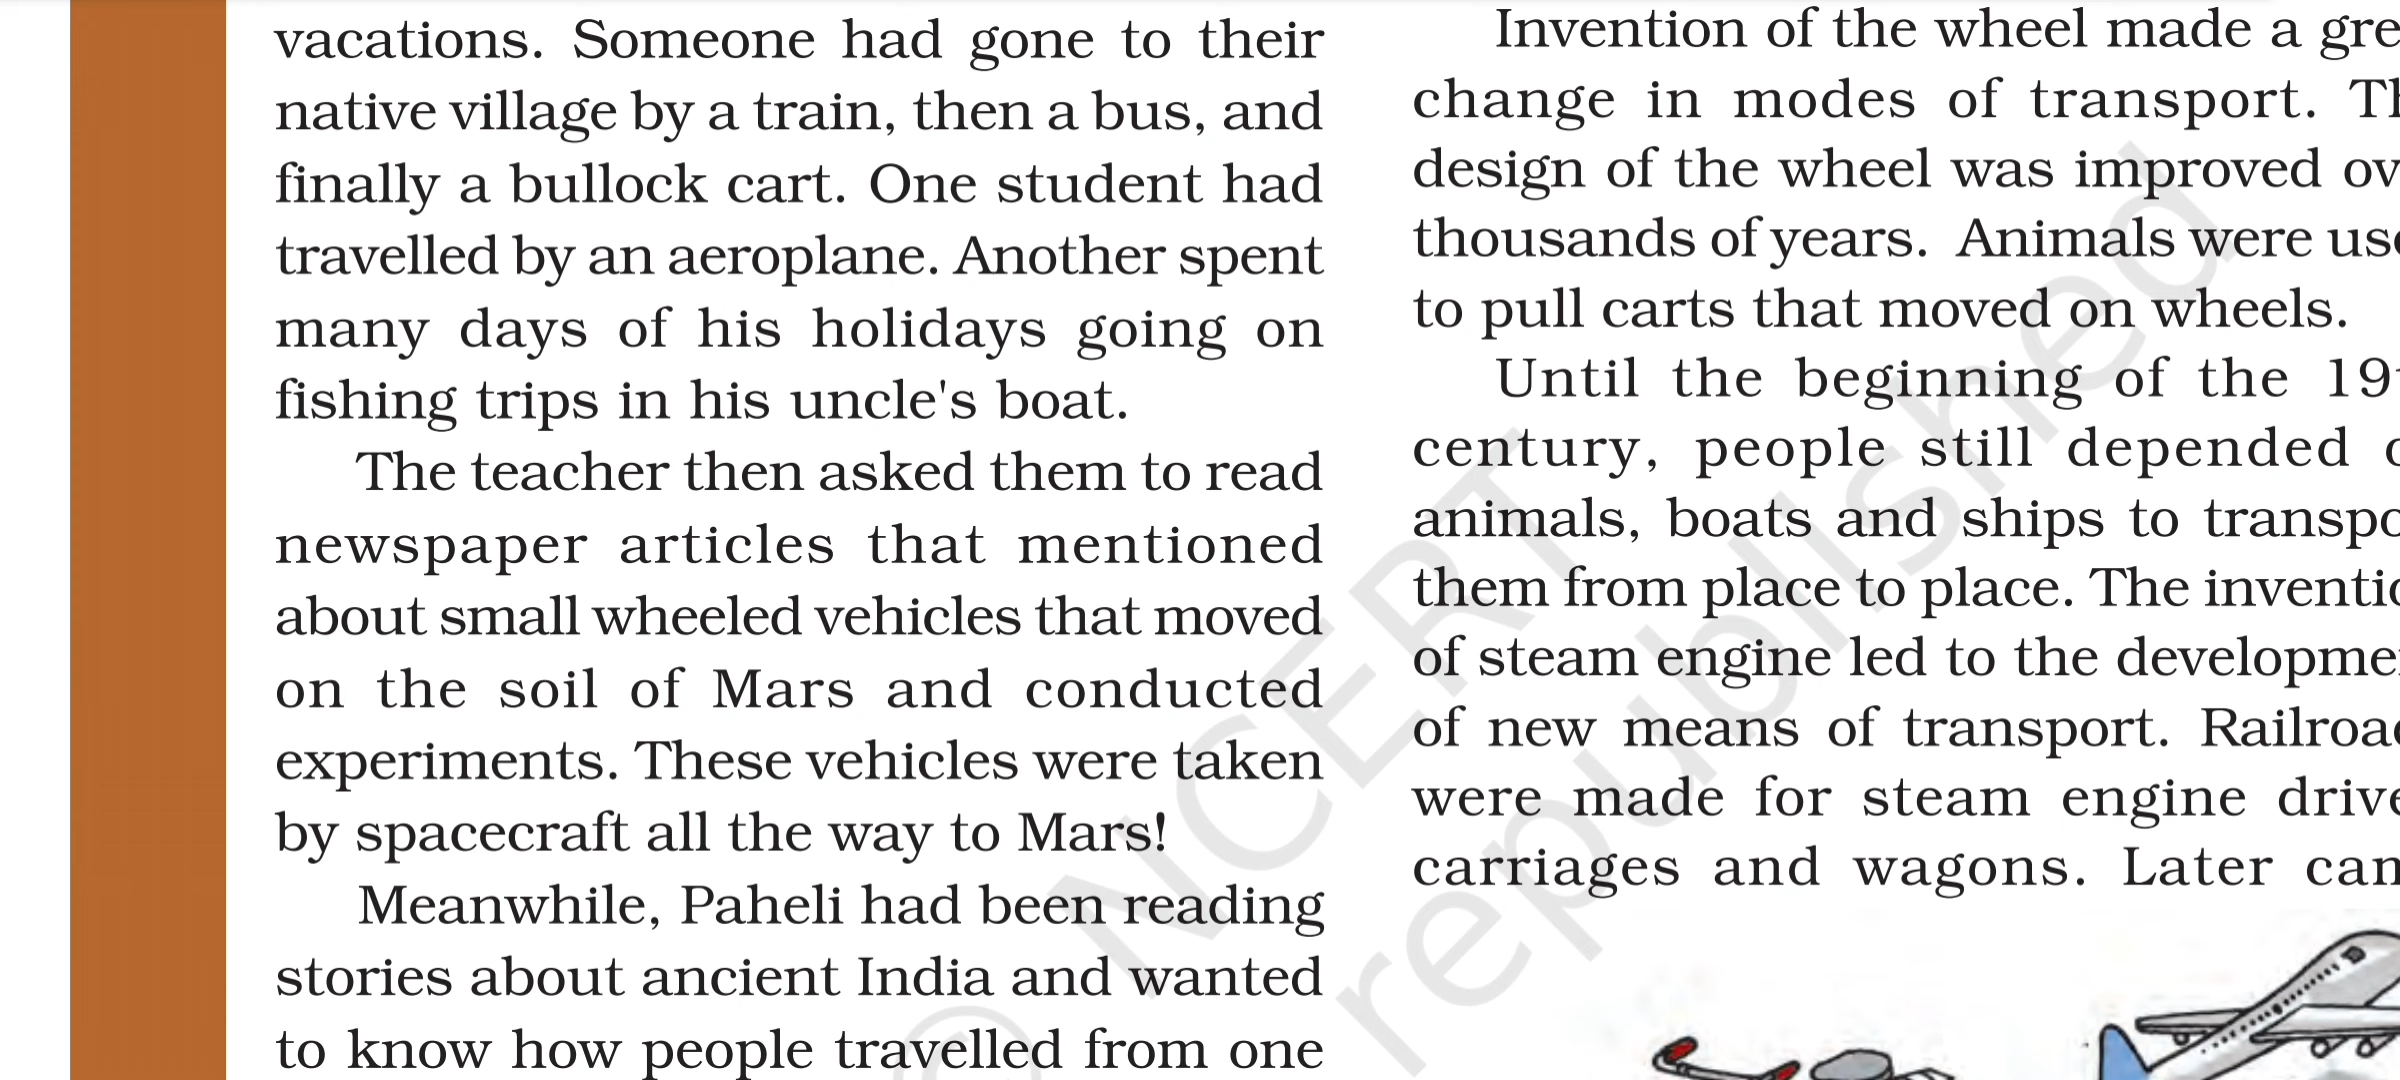 vacations. Someone had gone to their
native village by a train, then a bus, and
finally a bullock cart. One student had
travelled by an aeroplane. Another spent
many days of his holidays going on
fishing trips in his uncle's boat.
The teacher then asked them to read
newspaper articles that mentioned
about small wheeled vehicles that moved
on the soil of Mars and conducted
experiments. These vehicles were taken
by spacecraft all the way to Mars!
Meanwhile, Paheli had been reading
stories about ancient India and wanted
to know how people travelled from one
Invention of the wheel made a
change in modes of transport.
design of the wheel was improved
thousands of years. Animals were
to pull carts that moved on wheels.
Until the beginning of the
century, people still depended
animals, boats and ships to
them from place to place. The
of steam engine led to the
of new means of transport.
were made for steam engine
carriages and wagons. Later
© NCERT
republished